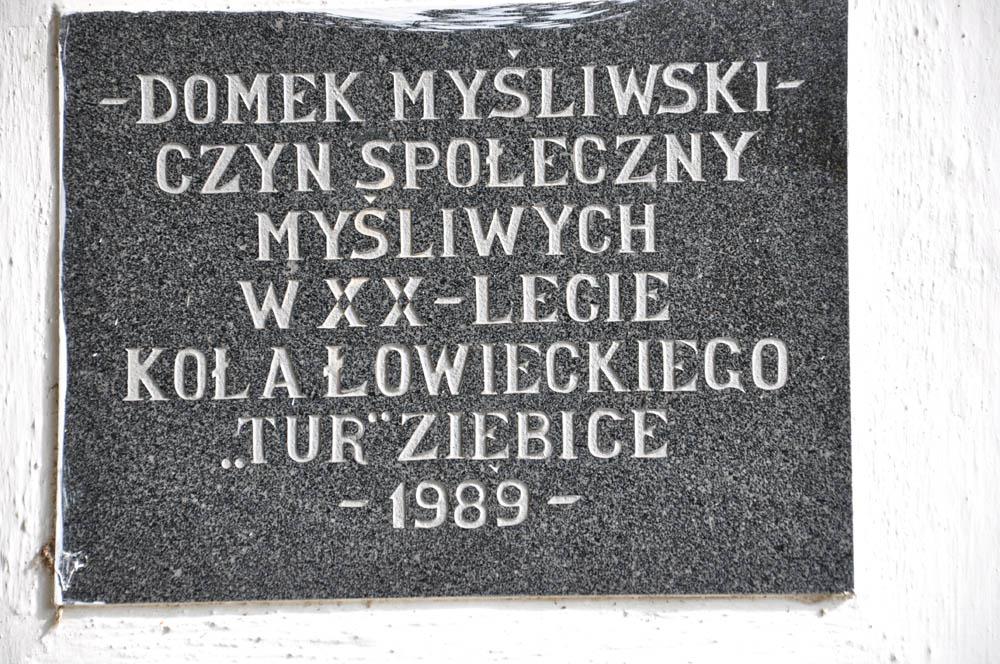 -DOMEK MYŚLIWSKI-
CZYN SPOŁECZNY
MYŚLIWYCH
W XX-LECIE
KOŁA ŁOWIECKIEGO
„TUR” ZIĘBICE
- 1989 -